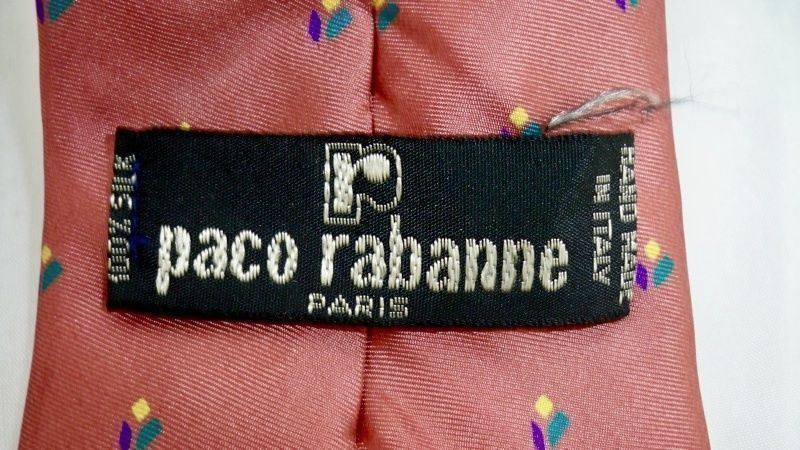 100% SILK
p
paco rabanne
PARIS
HAND MADE
IN ITALY